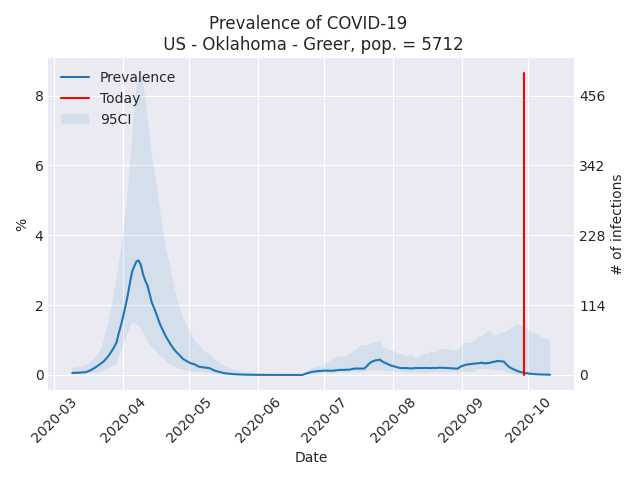 Prevalence of COVID-19
US - Oklahoma - Greer, pop. = 5712
Prevalence
Today
95CI
8
6
4
2
0
%
456
342
228
114
0
# of infections
2020-03
2020-04
2020-05
2020-06
2020-07
2020-08
2020-09
2020-10
Date